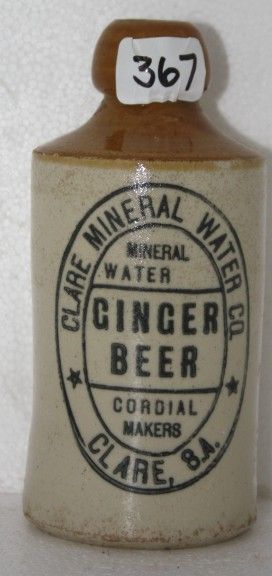 367
CLARE MINERAL WATER CO.
MINERAL
WATER
GINGER
BEER
CORDIAL
MAKERS
CLARE, S.A.